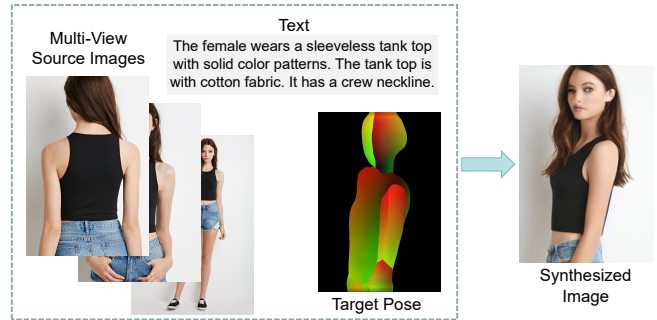 Multi-View
Source Images
Text
The female wears a sleeveless tank top
with solid color patterns. The tank top is
with cotton fabric. It has a crew neckline.
Target Pose
Synthesized
Image